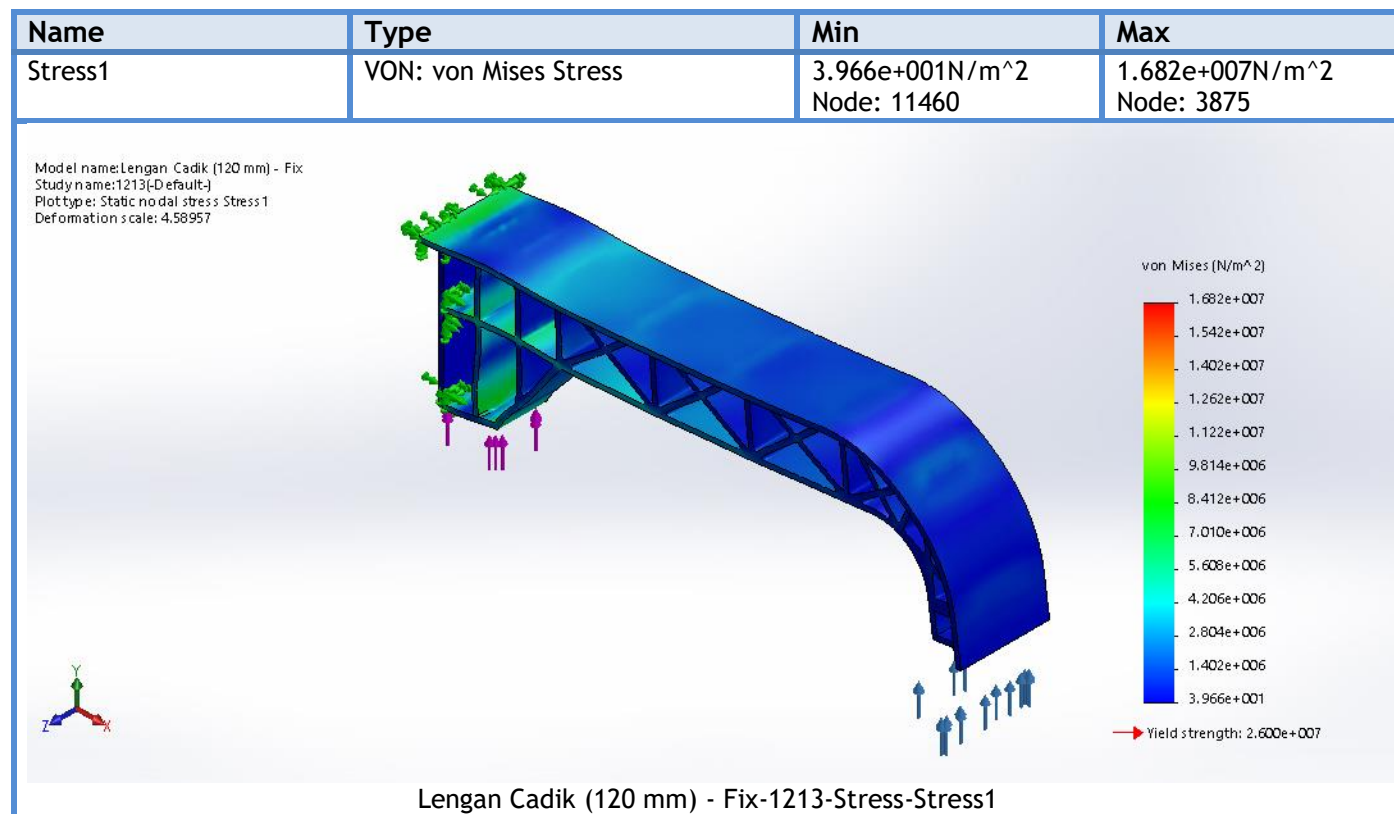 Name Type Min Max
Stress1 VON: von Mises Stress 3.966e+001N/m^2 1.682e+007N/m^2
Node: 11460 Node: 3875
Model name:Lengan Cadik (120 mm) - Fix
Study name:1213(-Default-)
Plot type: Static nodal stress Stress1
Deformation scale: 4.58957
von Mises (N/m^2)
1.682e+007
1.542e+007
1.402e+007
1.262e+007
1.122e+007
9.814e+006
8.412e+006
7.010e+006
5.608e+006
4.206e+006
2.804e+006
1.402e+006
3.966e+001
Yield strength: 2.600e+007
Y
Z X
Lengan Cadik (120 mm) - Fix-1213-Stress-Stress1